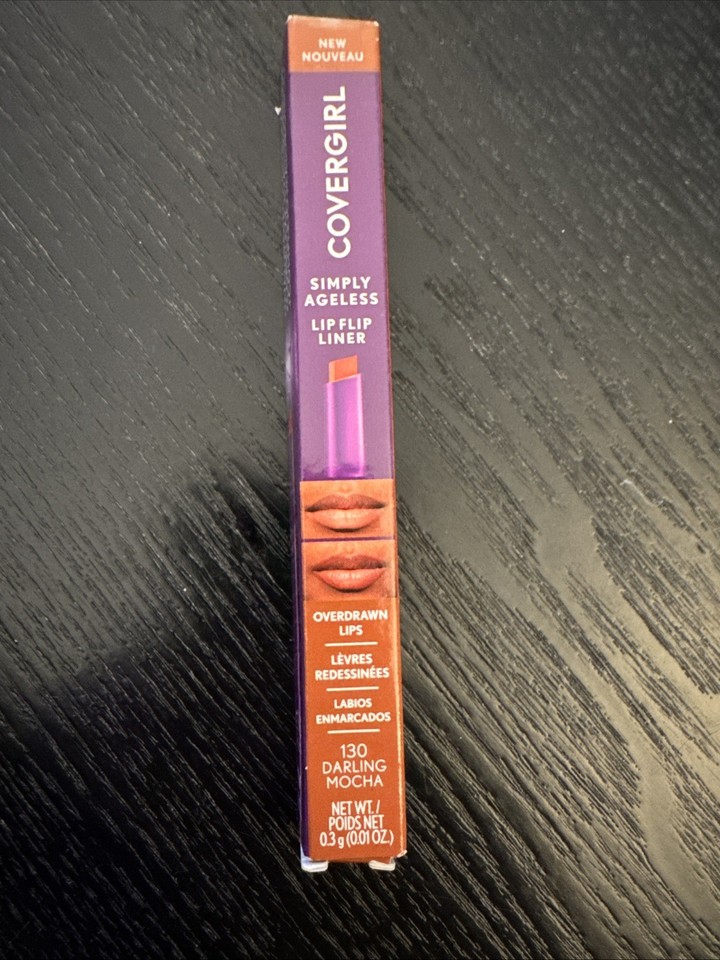 NEW
NOUVEAU
COVERGIRL
SIMPLY
AGELESS
LIP FLIP
LINER
OVERDRAWN
LIPS
LÈVRES
REDESSINÉES
LABIOS
ENMARCADOS
130
DARLING
MOCHA
NET WT. /
POIDS NET
0.3 g (0.01 OZ.)